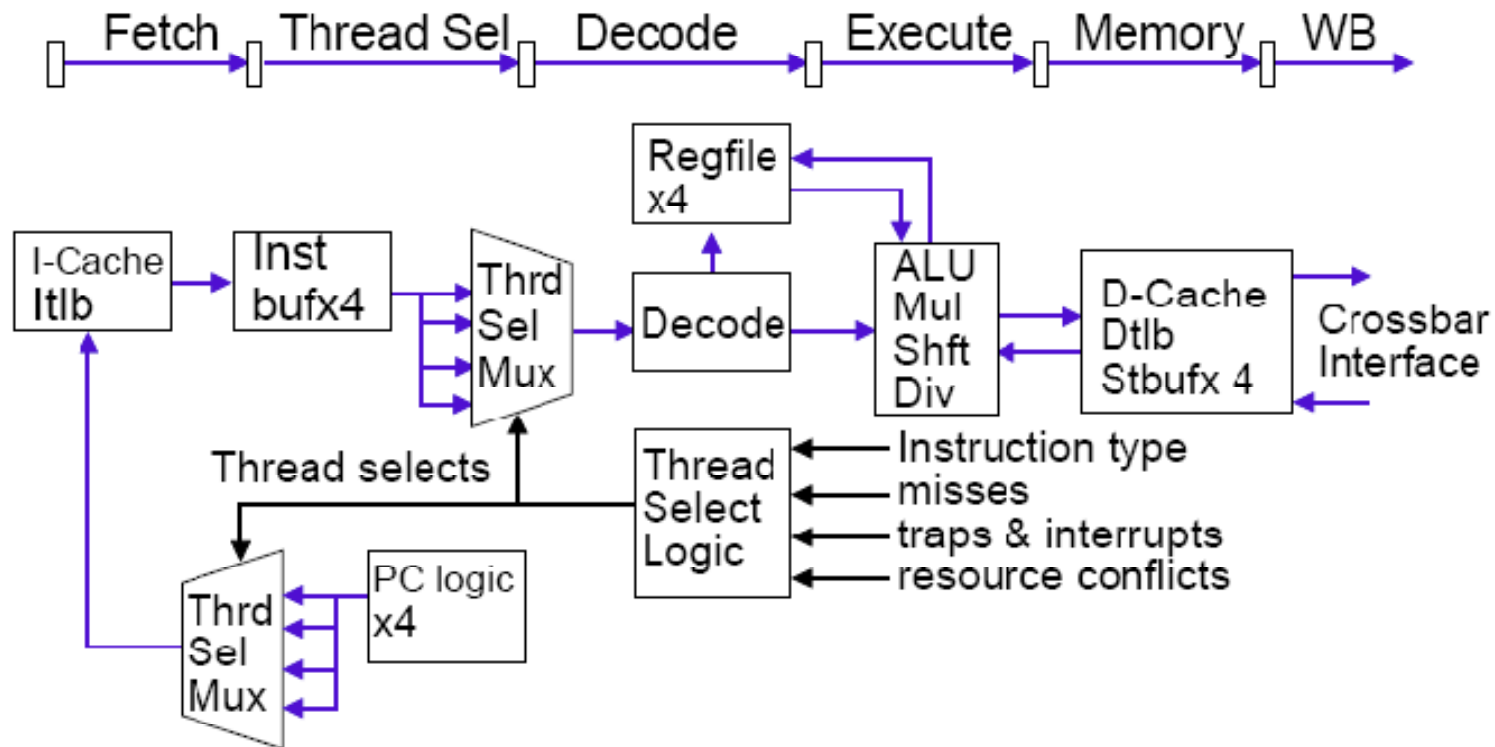 Fetch
Thread Sel
Decode
Execute
Memory
WB
Regfile
x4
I-Cache
Itlb
Inst
bufx4
Thrd
Sel
Mux
Decode
ALU
Mul
Shft
Div
D-Cache
Dtlb
Stbufx 4
Crossbar
Interface
Thread selects
Thread
Select
Logic
Instruction type
misses
traps & interrupts
resource conflicts
Thrd
Sel
Mux
PC logic
x4